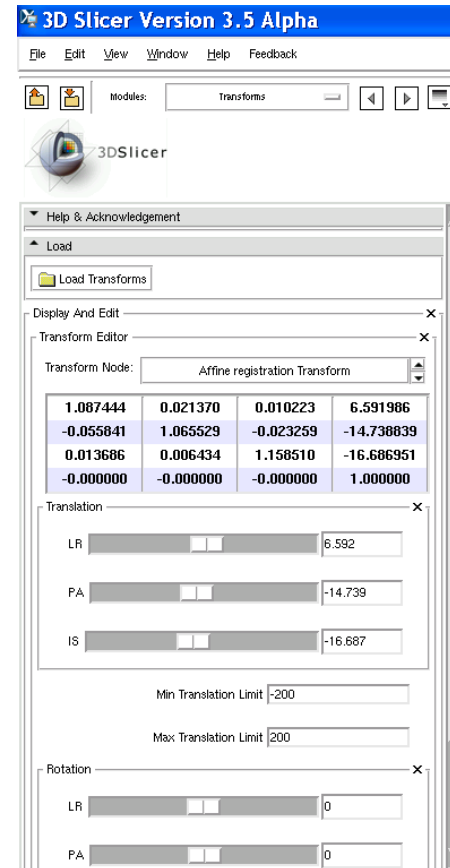 3D Slicer Version 3.5 Alpha
File Edit View Window Help Feedback
Modules: Transforms
3DSlicer
Help & Acknowledgement
Load
Load Transforms
Display And Edit
Transform Editor
Transform Node: Affine registration Transform
1.087444 0.021370 0.010223 6.591986
-0.055841 1.065529 -0.023259 -14.738839
0.013686 0.006434 1.158510 -16.686951
-0.000000 -0.000000 -0.000000 1.000000
Translation
LR 6.592
PA -14.739
IS -16.687
Min Translation Limit -200
Max Translation Limit 200
Rotation
LR 0
PA 0